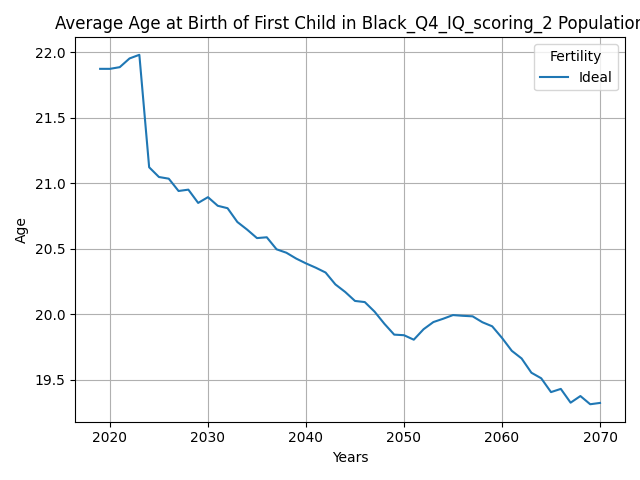 Average Age at Birth of First Child in Black_Q4_IQ_scoring_2 Population
Fertility
Ideal
22.0
21.5
21.0
20.5
20.0
19.5
Age
2020 2030 2040 2050 2060 2070
Years